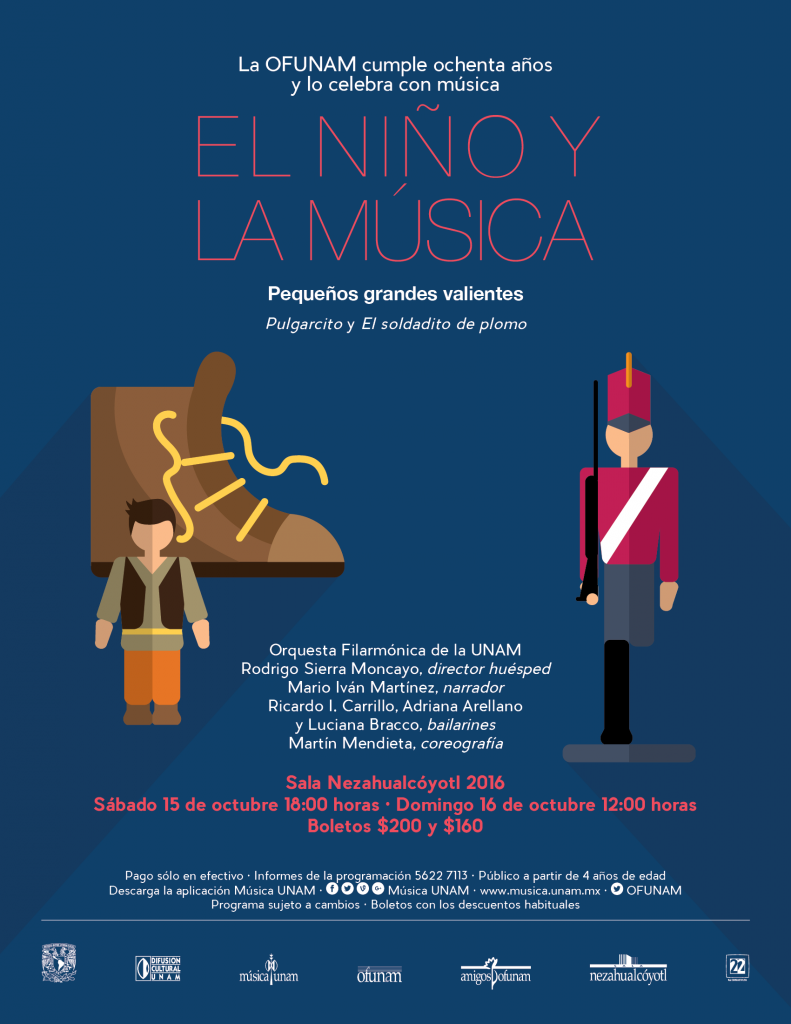 La OFUNAM cumple ochenta años
y lo celebra con música
EL NIÑO Y
LA MÚSICA
Pequeños grandes valientes
Pulgarcito y El soldadito de plomo
Orquesta Filarmónica de la UNAM
Rodrigo Sierra Moncayo, director huésped
Mario Iván Martínez, narrador
Ricardo I. Carrillo, Adriana Arellano
y Luciana Bracco, bailarines
Martín Mendieta, coreografía
Sala Nezahualcóyotl 2016
Sábado 15 de octubre 18:00 horas · Domingo 16 de octubre 12:00 horas
Boletos $200 y $160
Pago sólo en efectivo · Informes de la programación 5622 7113 · Público a partir de 4 años de edad
Descarga la aplicación Música UNAM · Música UNAM · www.musica.unam.mx · OFUNAM
Programa sujeto a cambios · Boletos con los descuentos habituales
DIFUSION
CULTURAL
UNAM
música unam
ofunam
amigos ofunam
nezahualcóyotl
22